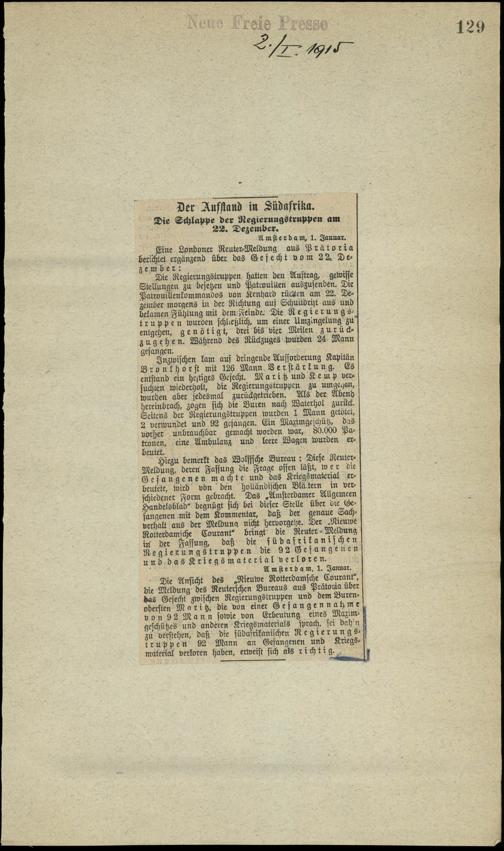 Neue Freie Presse
129
2./I. 1915
Der Aufstand in Südafrika.
Die Schlappe der Regierungstruppen am
22. Dezember.
Amsterdam, 1. Januar.
Eine Londoner Reuter-Meldung aus Prätoria
berichtet ergänzend über das Gefecht vom 22. De-
zember:
Die Regierungstruppen hatten den Auftrag, gewisse
Stellungen zu besetzen und Patrouillen auszusenden. Die
Patrouillenkommandos von Kenhard rückten am 22. De-
zember morgens in der Richtung auf Schuitdrift aus und
bekamen Fühlung mit dem Feinde. Die Regierungs-
truppen wurden schließlich, um einer Umzingelung zu
entgehen, genötigt, drei bis vier Meilen zurück-
zugehen. Während des Rückzuges wurden 24 Mann
gefangen.
Inzwischen kam auf dringende Aufforderung Kapitän
Bronkhorst mit 126 Mann Verstärkung. Es
entstand ein heftiges Gefecht. Maritz und Kemp ver-
suchten wiederholt, die Regierungstruppen zu umgehen,
wurden aber jedesmal zurückgetrieben. Als der Abend
hereinbrach, zogen sich die Buren nach Waterhol zurück.
Seitens der Regierungstruppen wurden 1 Mann getötet,
2 verwundet und 92 gefangen. Ein Maximgeschütz, das
vorher unbrauchbar gemacht worden war, 80.000 Pa-
tronen, eine Ambulanz und leere Wagen wurden er-
beutet.
Hiezu bemerkt das Wolffsche Bureau: Diese Reuter-
Meldung, deren Fassung die Frage offen läßt, wer die
Gefangenen machte und das Kriegsmaterial er-
beutete, wird von den holländischen Blättern in ver-
schiedener Form gebracht. Das „Amsterdamer Allgemeen
Handelsblad“ begnügt sich bei dieser Stelle über die Ge-
fangenen mit dem Kommentar, daß der genaue Sach-
verhalt aus der Meldung nicht hervorgehe. Der „Nieuwe
Rotterdamsche Courant“ bringt die Reuter-Meldung
in der Fassung, daß die südafrikanischen
Regierungstruppen die 92 Gefangenen
und das Kriegsmaterial verloren.
Amsterdam, 1. Januar.
Die Ansicht des „Nieuwe Rotterdamsche Courant“,
die Meldung des Reuterschen Bureaus aus Prätoria über
das Gefecht zwischen Regierungstruppen und dem Buren-
obersten Maritz, die von einer Gefangennahme
von 92 Mann sowie von Erbeutung eines Maxim-
geschützes und anderen Kriegsmaterials sprach, sei dahin
zu verstehen, daß die südafrikanischen Regierungs-
truppen 92 Mann an Gefangenen und Kriegs-
material verloren haben, erweist sich als richtig.